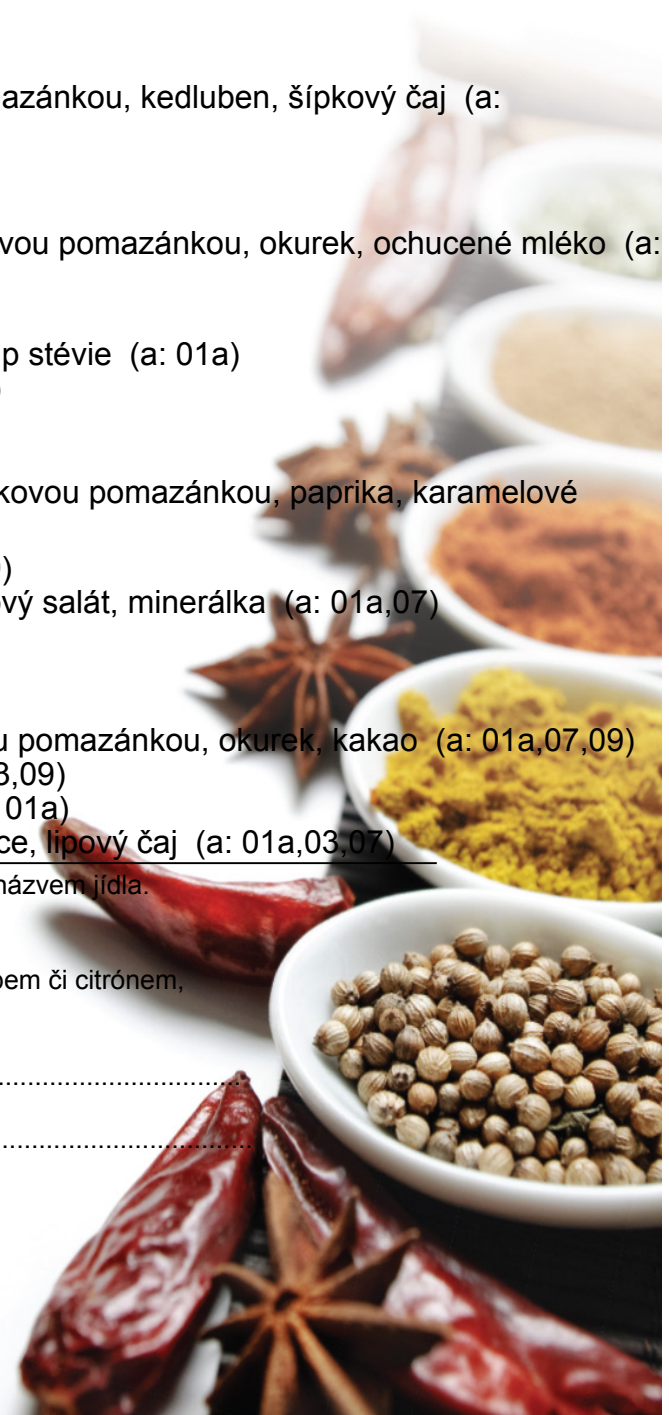 azánkou, kedluben, šípkový čaj (a:
vou pomazánkou, okurek, ochucené mléko (a:
p stévie (a: 01a)
)
kovou pomazánkou, paprika, karamelové
)
vý salát, minerálka (a: 01a,07)
u pomazánkou, okurek, kakao (a: 01a,07,09)
3,09)
01a)
ce, lipový čaj (a: 01a,03,07)
názvem jídla.
bem či citrónem,
................................
...................................